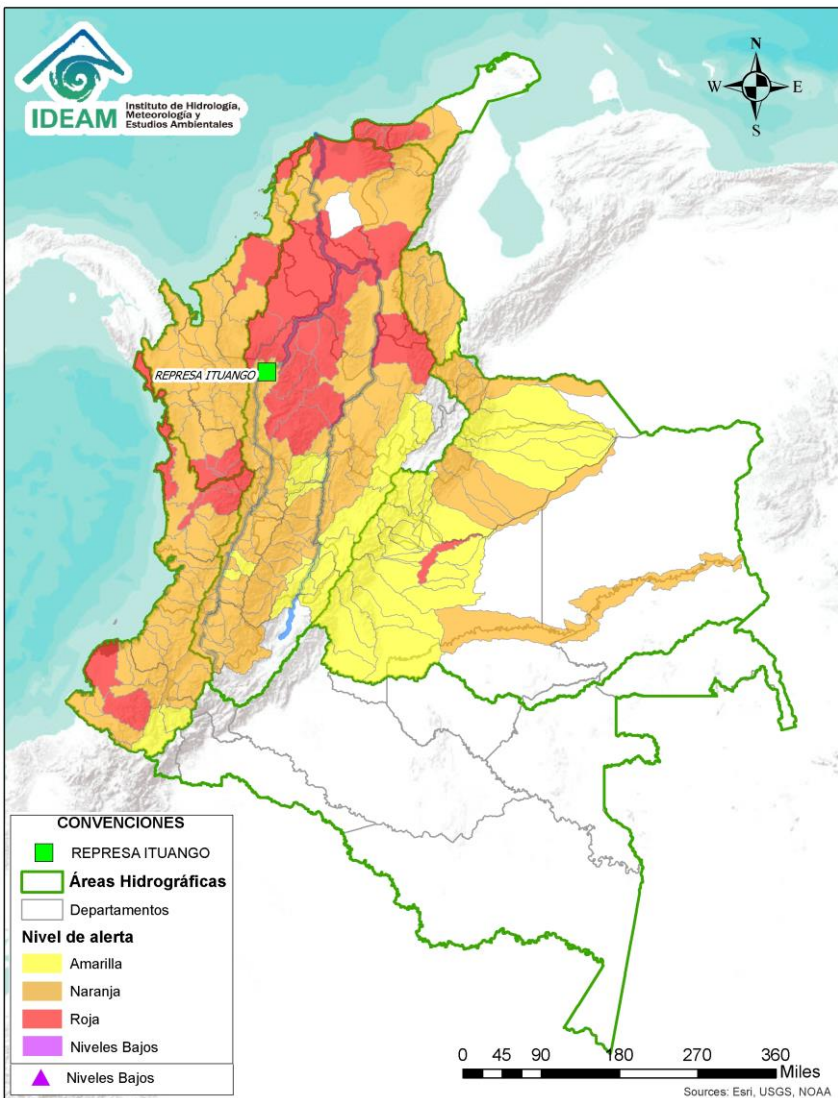 IDEAM
Instituto de Hidrología,
Meteorología y
Estudios Ambientales
N
W E
S
REPRESA ITUANGO
CONVENCIONES
REPRESA ITUANGO
Áreas Hidrográficas
Departamentos
Nivel de alerta
Amarilla
Naranja
Roja
Niveles Bajos
Niveles Bajos
0 45 90 180 270 360
Miles
Sources: Esri, USGS, NOAA